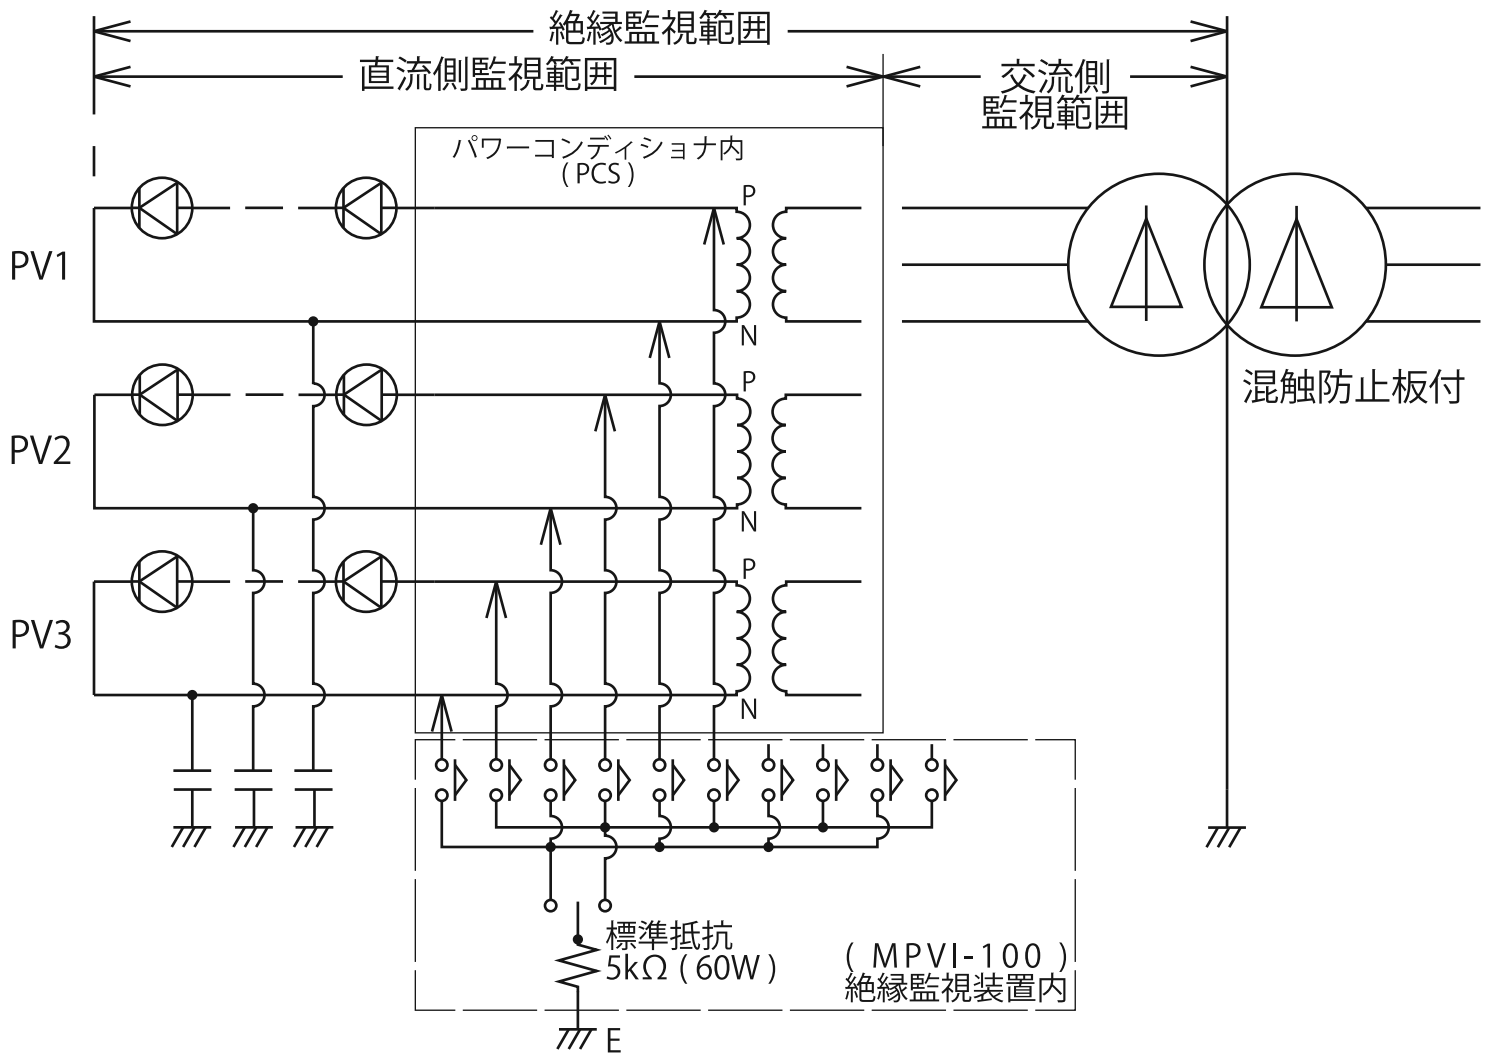 絶縁監視範囲
直流側監視範囲
交流側
監視範囲
パワーコンディショナ内
(PCS)
P
PV1
N
混触防止板付
P
PV2
N
P
PV3
N
標準抵抗
5kΩ(60W)
(MPVI-100)
絶縁監視装置内
E